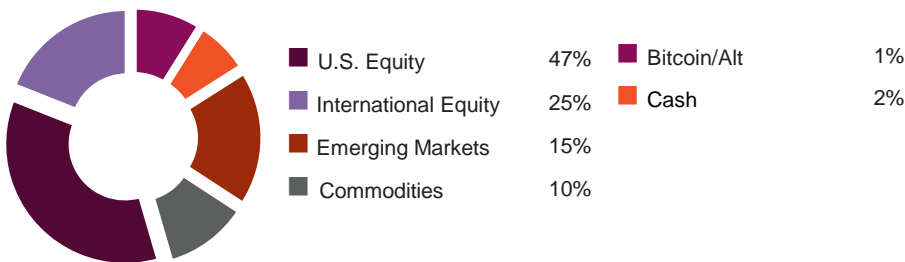 U.S. Equity 47%
International Equity 25%
Emerging Markets 15%
Commodities 10%
Bitcoin/Alt 1%
Cash 2%